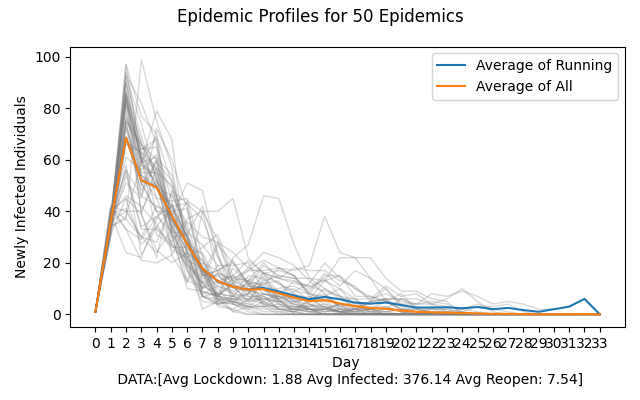 Epidemic Profiles for 50 Epidemics
Newly Infected Individuals
100
80
60
40
20
0
Average of Running
Average of All
0 1 2 3 4 5 6 7 8 9 10 11 12 13 14 15 16 17 18 19 20 21 22 23 24 25 26 27 28 29 30 31 32 33
Day
DATA:[Avg Lockdown: 1.88 Avg Infected: 376.14 Avg Reopen: 7.54]